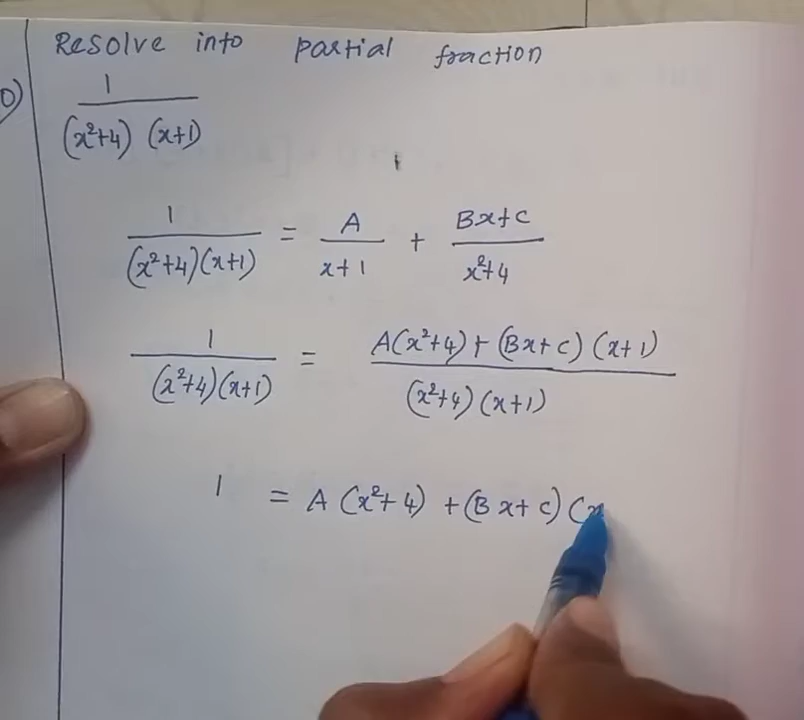 Resolve into partial fraction
1
(x²+4) (x+1)
1 / (x²+4)(x+1) = A / x+1 + Bx+C / x²+4
1 / (x²+4)(x+1) = A(x²+4) + (Bx+C) (x+1) / (x²+4) (x+1)
1 = A (x²+4) + (Bx+C) (x